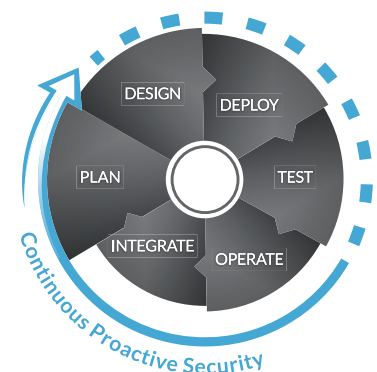 DESIGN
DEPLOY
PLAN
TEST
INTEGRATE
OPERATE
Continuous Proactive Security